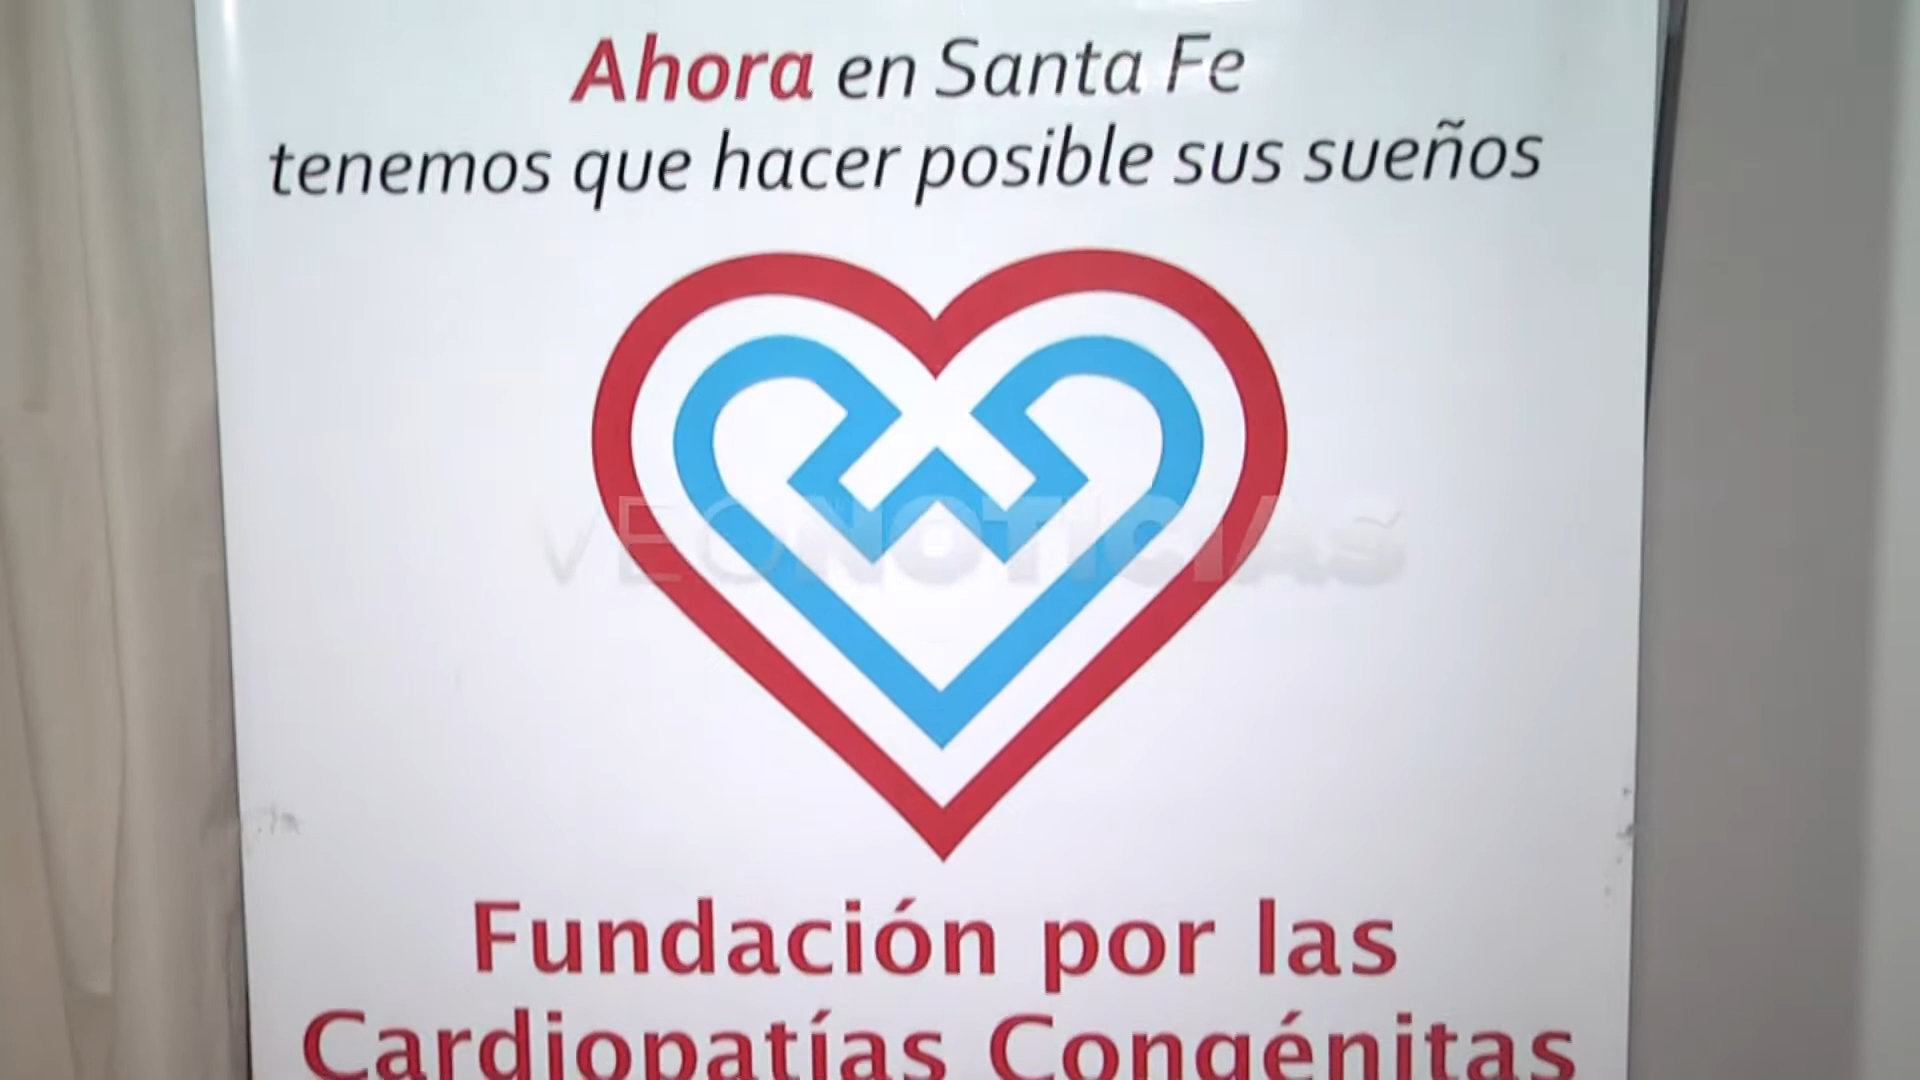 Ahora en Santa Fe
tenemos que hacer posible sus sueños
VEONOTICIAS
Fundación por las
Cardiopatías Congénitas